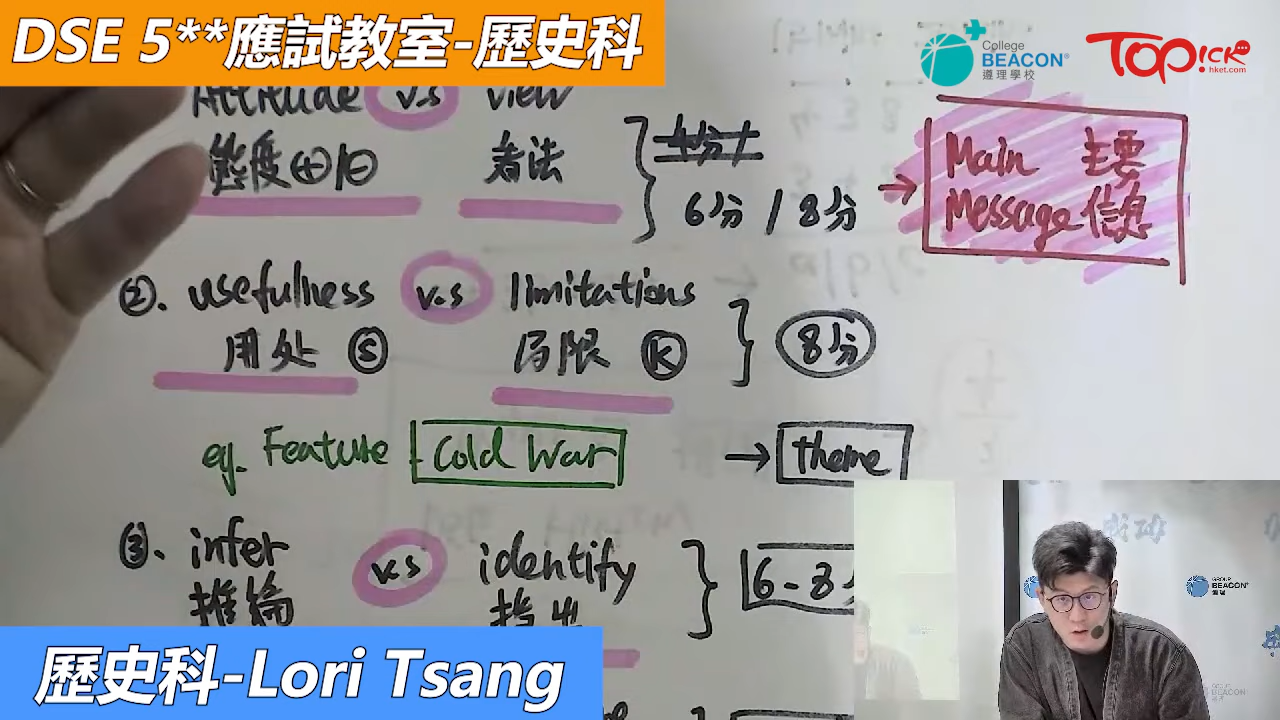 DSE 5**應試教室-歷史科
College
BEACON
遵理學校
TOPick
hket.com
Attitude v.s view
態度⊕/⊖ 看法
6分 / 8分
→ Main 主要
Message 信息
②. usefulness v.s limitations
用处 Ⓢ 局限 Ⓚ
8分
eg. Feature Cold War → theme
③. infer v.s identify
推論 指出
6-8
GROUP
BEACON
歷史科-Lori Tsang